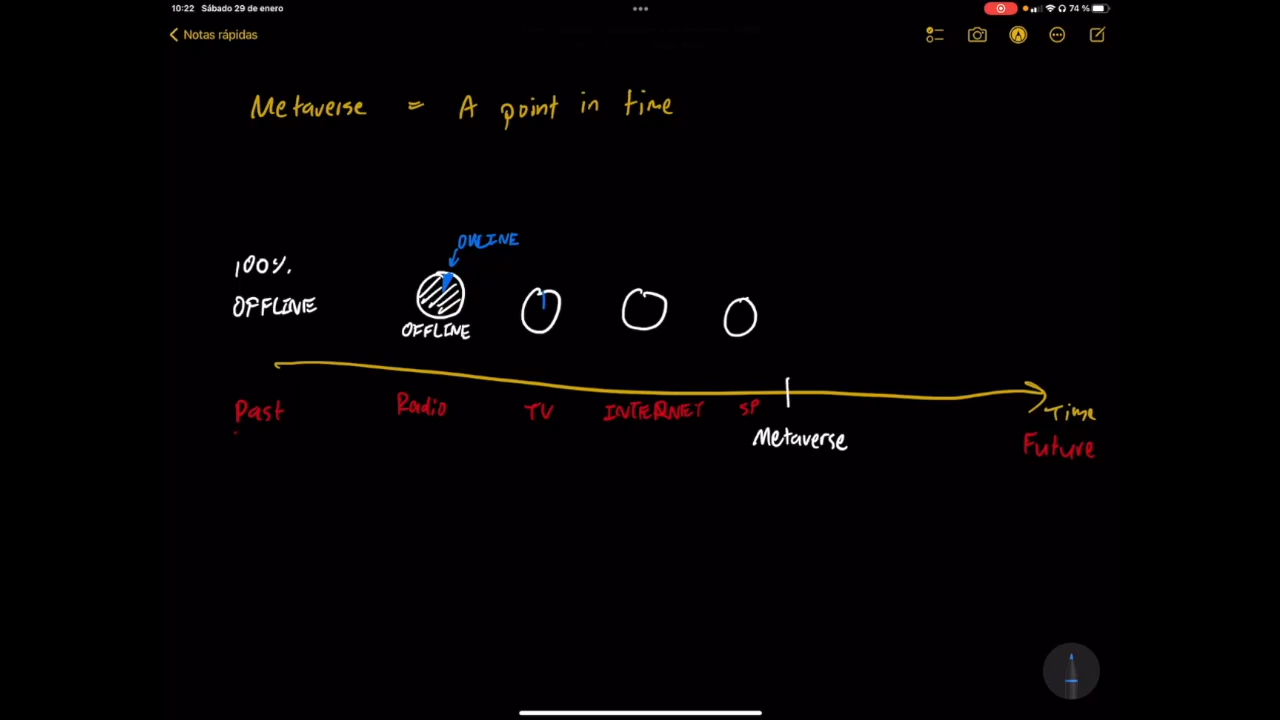 10:22 Sábado 29 de enero
74 %
Notas rápidas
Metaverse = A point in time
ONLINE
100%
OFFLINE
OFFLINE
Past Radio TV INTERNET SP Time
Metaverse
Future